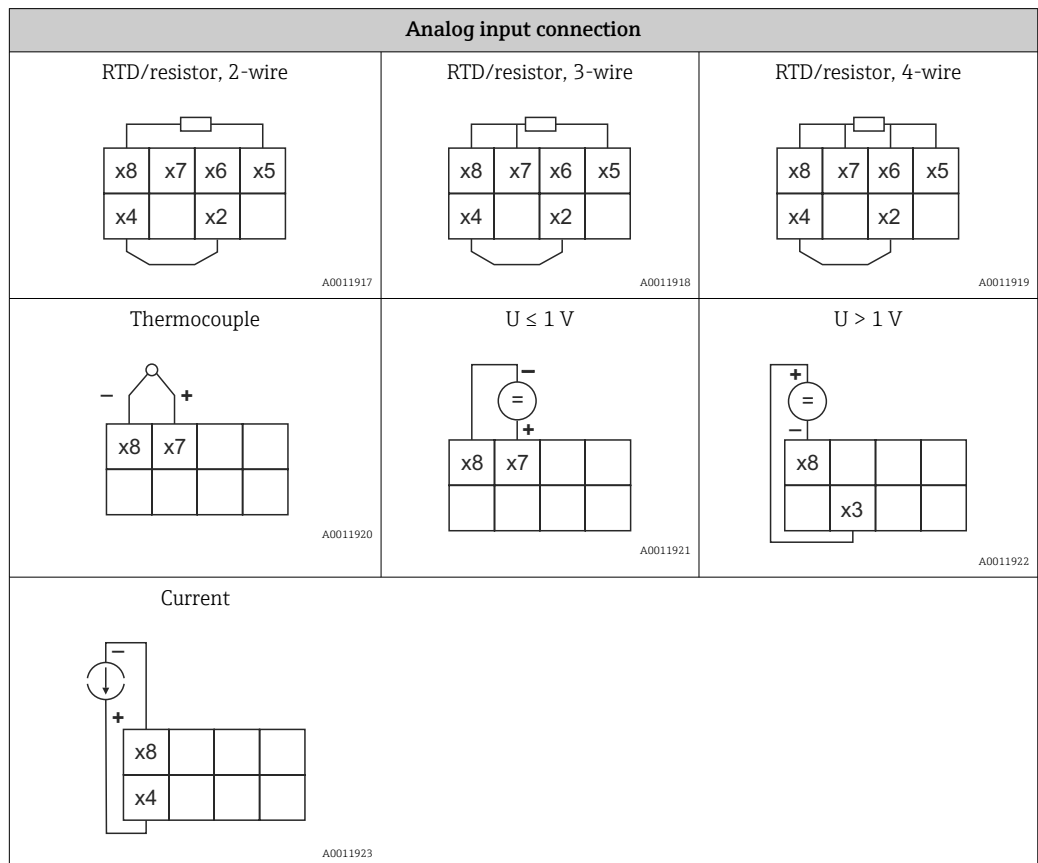 Analog input connection
RTD/resistor, 2-wire
x8 x7 x6 x5
x4 x2
A0011917
RTD/resistor, 3-wire
x8 x7 x6 x5
x4 x2
A0011918
RTD/resistor, 4-wire
x8 x7 x6 x5
x4 x2
A0011919
Thermocouple
– +
x8 x7
A0011920
U ≤ 1 V
–
=
+
x8 x7
A0011921
U > 1 V
+
=
–
x8
x3
A0011922
Current
–
+
x8
x4
A0011923